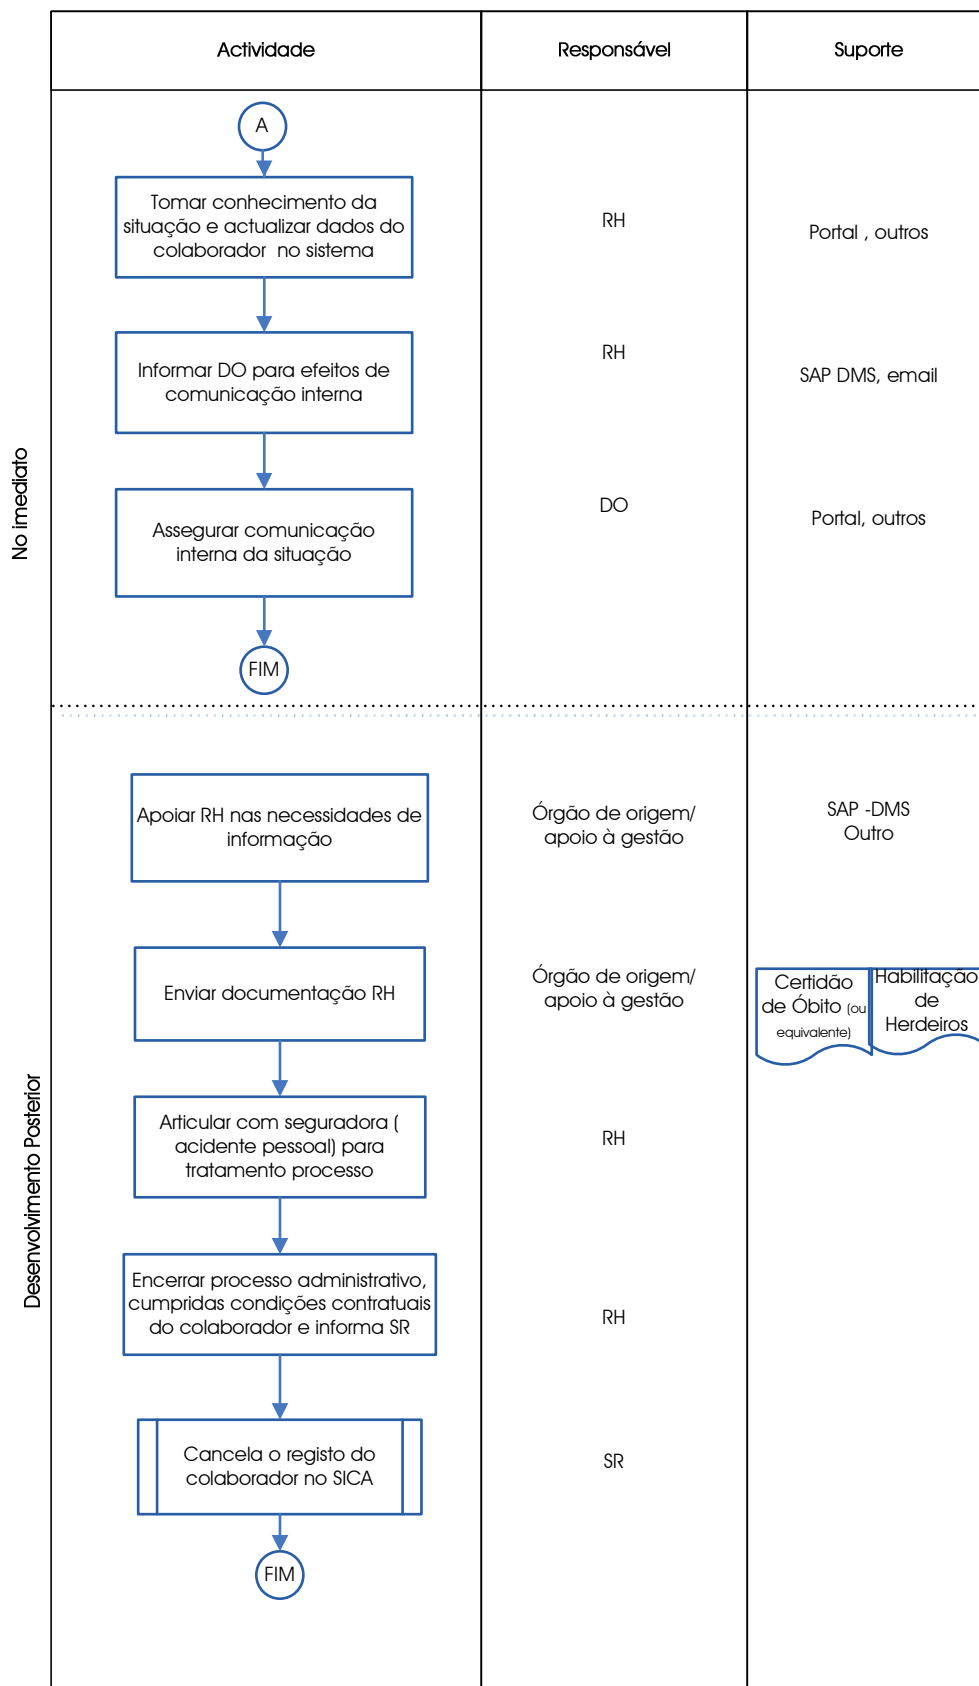 Actividade
Responsável
Suporte
No imediato
A
Tomar conhecimento da
situação e actualizar dados do
colaborador no sistema
RH
Portal , outros
Informar DO para efeitos de
comunicação interna
RH
SAP DMS, email
Assegurar comunicação
interna da situação
DO
Portal, outros
FIM
Desenvolvimento Posterior
Apoiar RH nas necessidades de
informação
Órgão de origem/
apoio à gestão
SAP -DMS
Outro
Enviar documentação RH
Órgão de origem/
apoio à gestão
Certidão
de Óbito (ou
equivalente)
Habilitação
de
Herdeiros
Articular com seguradora (
acidente pessoal) para
tratamento processo
RH
Encerrar processo administrativo,
cumpridas condições contratuais
do colaborador e informa SR
RH
Cancela o registo do
colaborador no SICA
SR
FIM